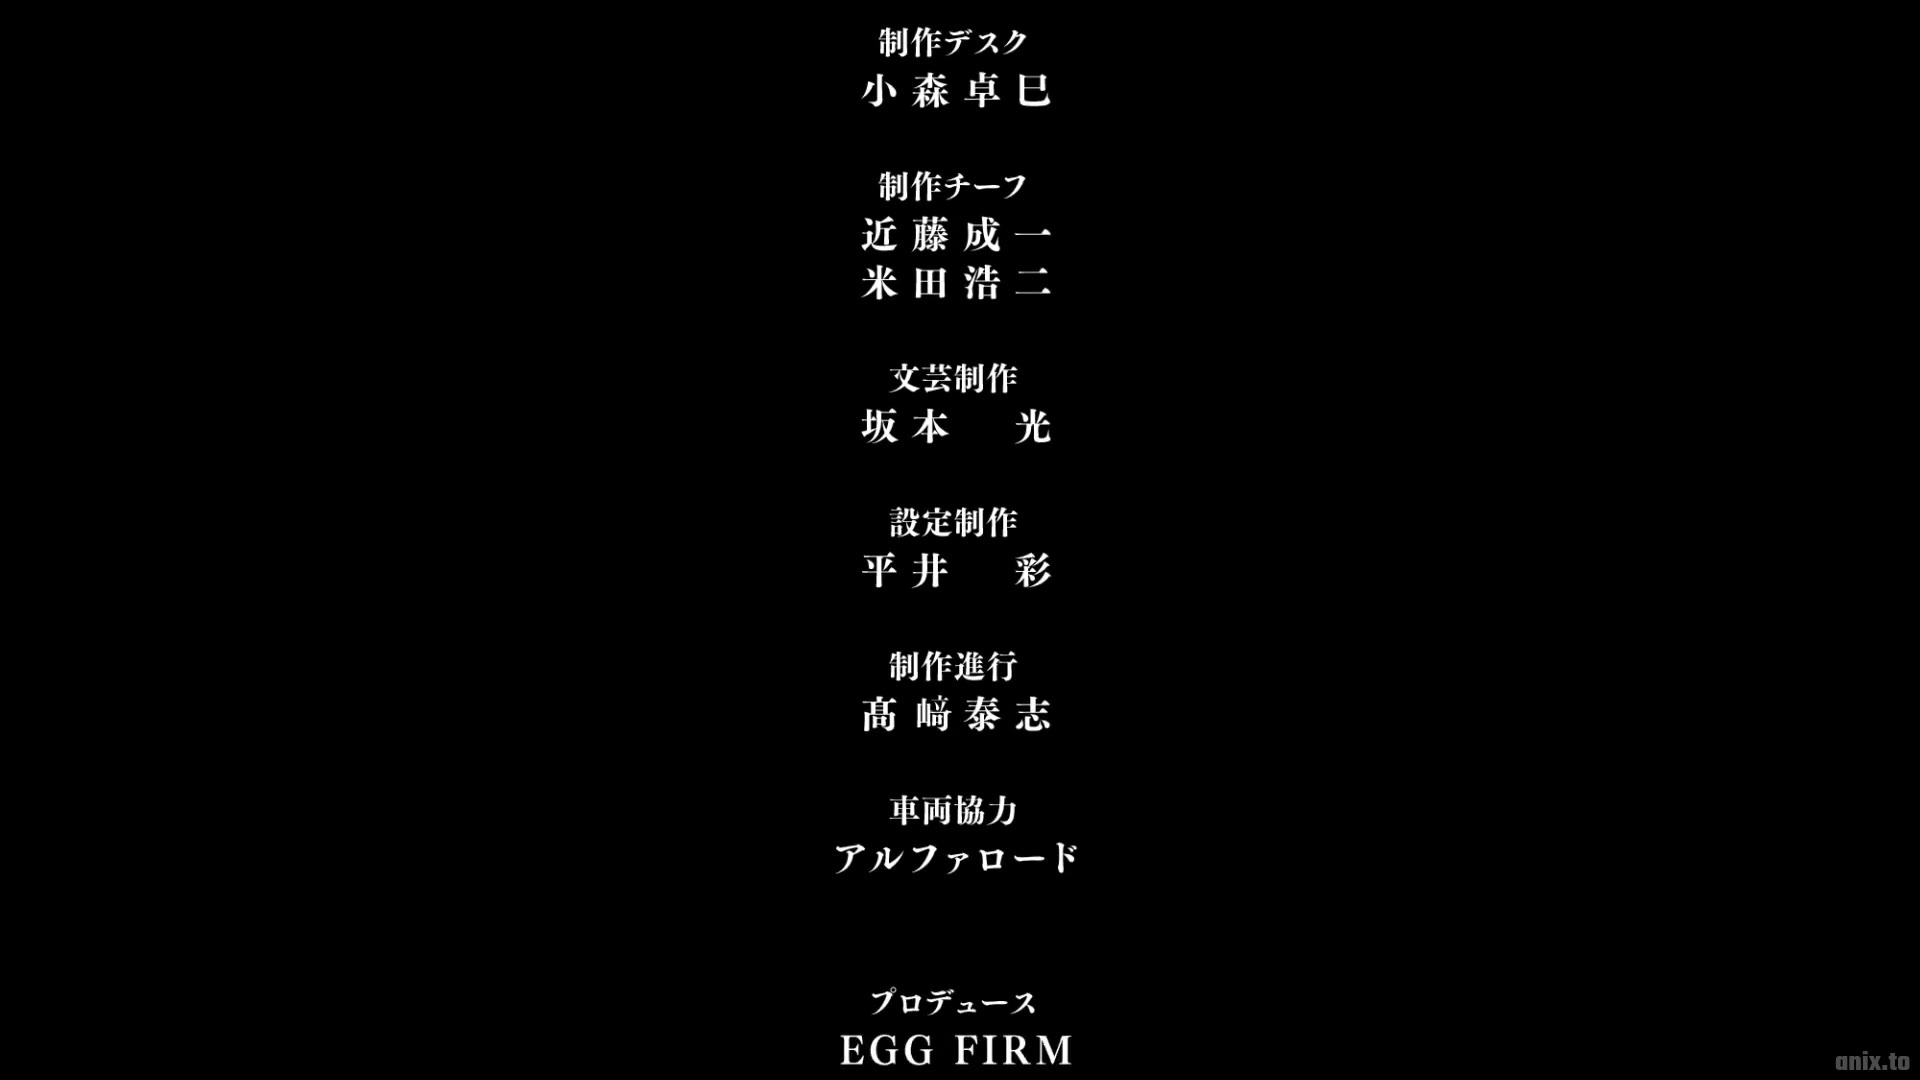 制作デスク
小森卓巳
制作チーフ
近藤成一
米田浩二
文芸制作
坂本 光
設定制作
平井 彩
制作進行
髙﨑泰志
車両協力
アルファロード
プロデュース
EGG FIRM
anix.to